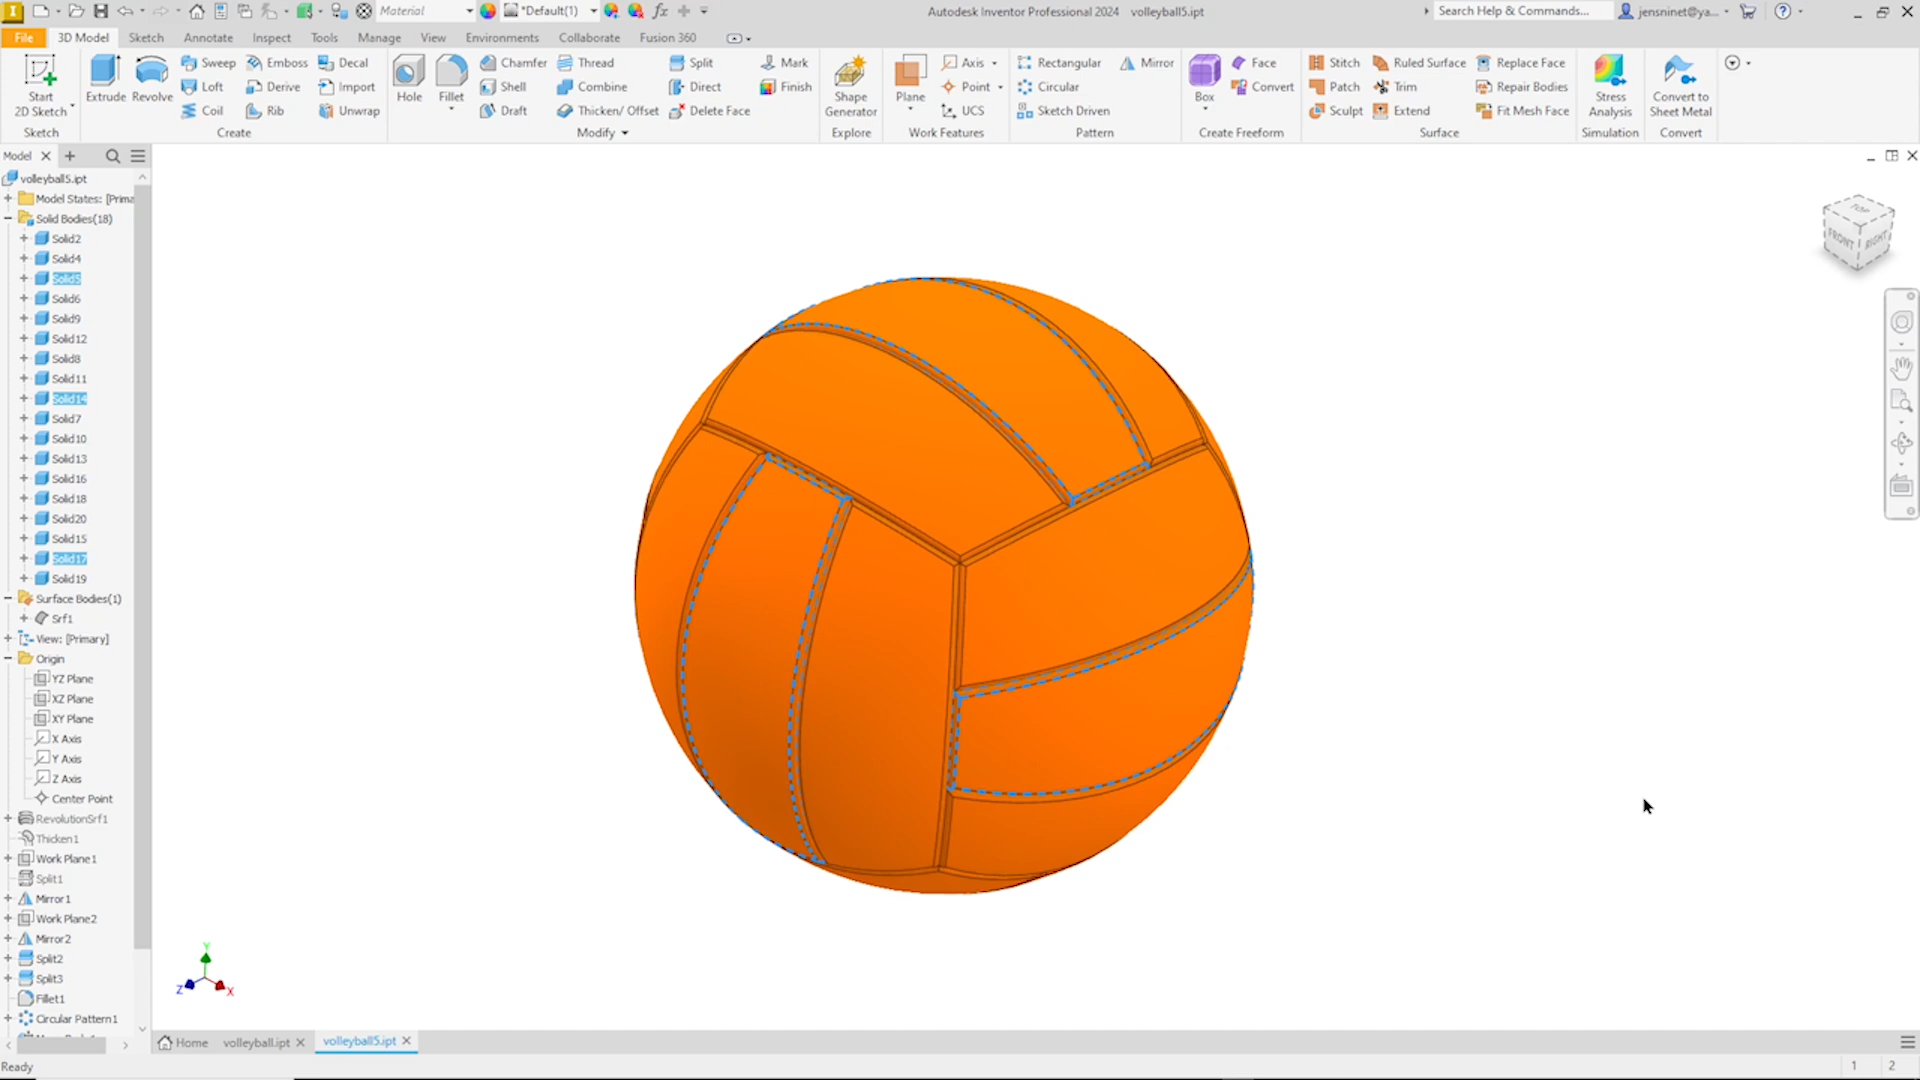 Material
*Default(1)
Autodesk Inventor Professional 2024 volleyball5.ipt
Search Help & Commands...
jensninet@ya...
File
3D Model
Sketch
Annotate
Inspect
Tools
Manage
View
Environments
Collaborate
Fusion 360
Start
2D Sketch
Extrude
Revolve
Sweep
Loft
Coil
Emboss
Derive
Rib
Decal
Import
Unwrap
Hole
Fillet
Chamfer
Shell
Draft
Thread
Combine
Thicken/ Offset
Split
Direct
Delete Face
Mark
Finish
Shape
Generator
Plane
Axis
Point
UCS
Rectangular
Circular
Sketch Driven
Mirror
Box
Face
Convert
Stitch
Patch
Sculpt
Ruled Surface
Trim
Extend
Replace Face
Repair Bodies
Fit Mesh Face
Stress
Analysis
Convert to
Sheet Metal
Sketch
Create
Modify
Explore
Work Features
Pattern
Create Freeform
Surface
Simulation
Convert
Model
volleyball5.ipt
Model States: [Prima
Solid Bodies(18)
Solid2
Solid4
Solid5
Solid6
Solid9
Solid12
Solid8
Solid11
Solid14
Solid7
Solid10
Solid13
Solid16
Solid18
Solid20
Solid15
Solid17
Solid19
Surface Bodies(1)
Srf1
View: [Primary]
Origin
YZ Plane
XZ Plane
XY Plane
X Axis
Y Axis
Z Axis
Center Point
RevolutionSrf1
Thicken1
Work Plane1
Split1
Mirror1
Work Plane2
Mirror2
Split2
Split3
Fillet1
Circular Pattern1
TOP
FRONT
RIGHT
Y
Z
X
Home
volleyball.ipt
volleyball5.ipt
Ready
1
2